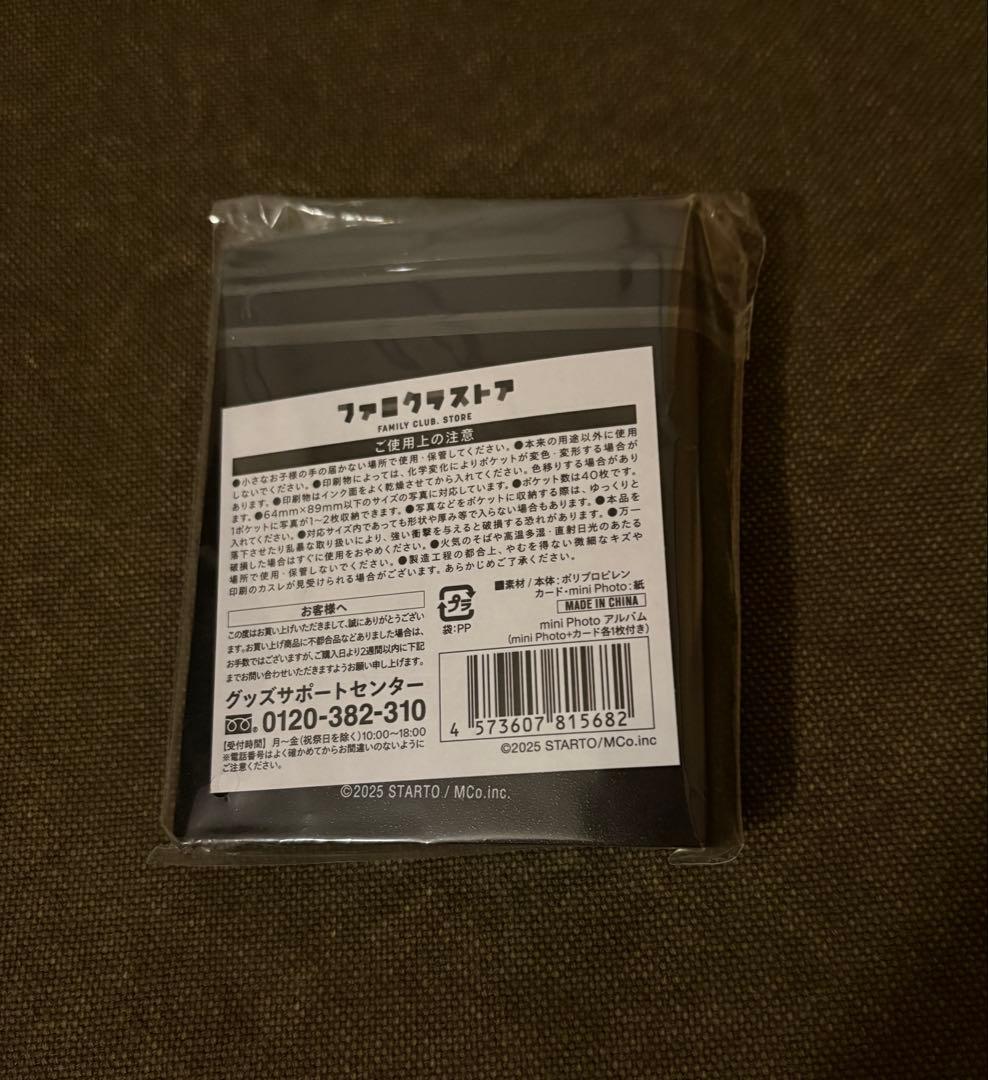 ファミクラストア
FAMILY CLUB. STORE
ご使用上の注意
●小さなお子様の手の届かない場所で使用・保管してください。●本来の用途以外に使用
しないでください。●印刷物によっては、化学変化によりポケットが変色・変形する場合が
あります。●印刷物はインク面をよく乾燥させてから入れてください。色移りする場合があり
ます。●64mm×89mm以下のサイズの写真に対応しています。●ポケット数は40枚です。
1ポケットに写真が1〜2枚収納できます。●写真などをポケットに収納する際は、ゆっくりと
入れてください。●対応サイズ内であっても形状や厚み等で入らない場合もあります。●本品を
落下させたり乱暴な取り扱いにより、強い衝撃を与えると破損する恐れがあります。●万一
破損した場合はすぐに使用をおやめください。●火気のそばや高温多湿・直射日光のあたる
場所で使用・保管しないでください。●製造工程の都合上、やむを得ない微細なキズや
印刷のカスレが見受けられる場合がございます。あらかじめご了承ください。
お客様へ
この度はお買い上げいただきまして、誠にありがとうござい
ます。お買い上げ商品に不都合品などありました場合は、
お手数ではございますが、ご購入日より2週間以内に下記
までお問い合わせいただきますようお願い申し上げます。
グッズサポートセンター
0120-382-310
【受付時間】 月〜金(祝祭日を除く)10:00〜18:00
※電話番号はよく確かめてからお間違いのないように
ご注意ください。
プラ
袋:PP
■素材/本体:ポリプロピレン
カード・mini Photo:紙
MADE IN CHINA
mini Photo アルバム
(mini Photo+カード各1枚付き)
4 573607 815682
©2025 STARTO/MCo.inc
©2025 STARTO / MCo.inc.